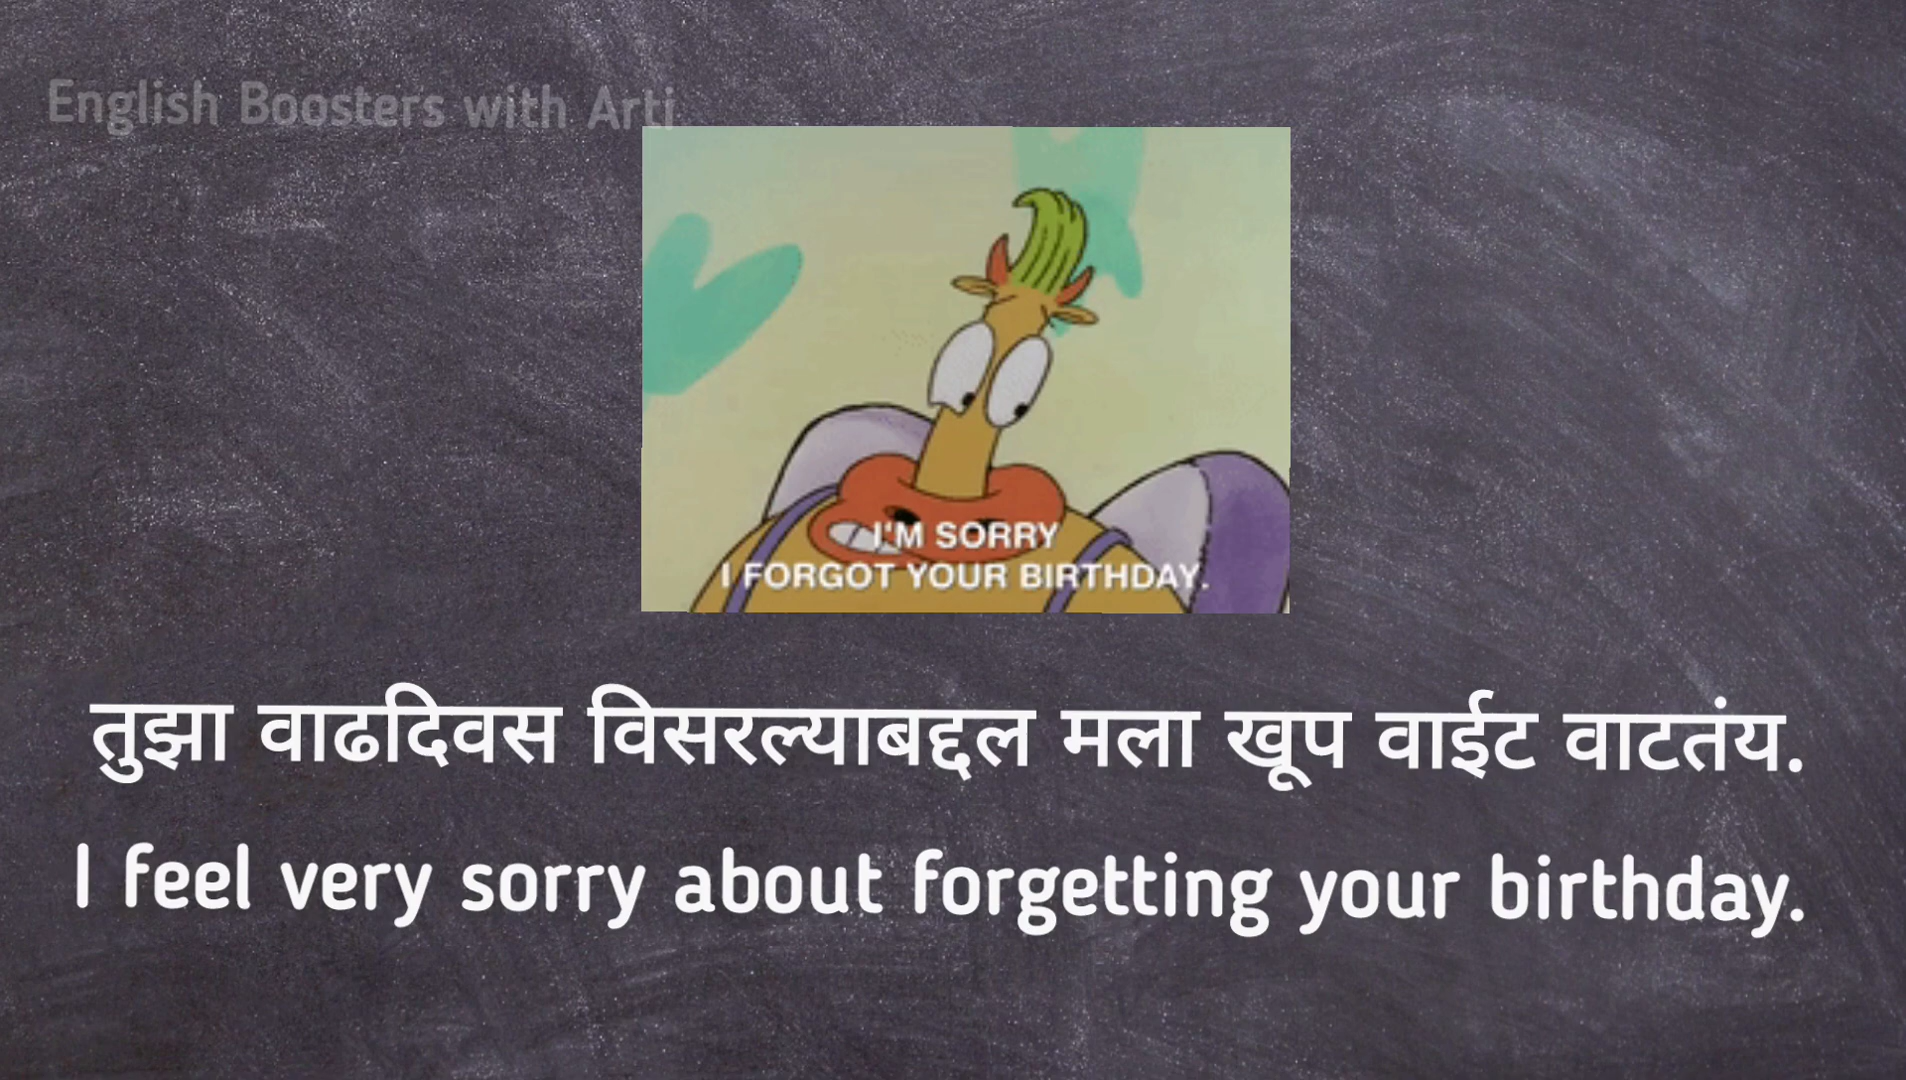 English Boosters with Arti
I'M SORRY
I FORGOT YOUR BIRTHDAY.
तुझा वाढदिवस विसरल्याबद्दल मला खूप वाईट वाटतंय.
I feel very sorry about forgetting your birthday.